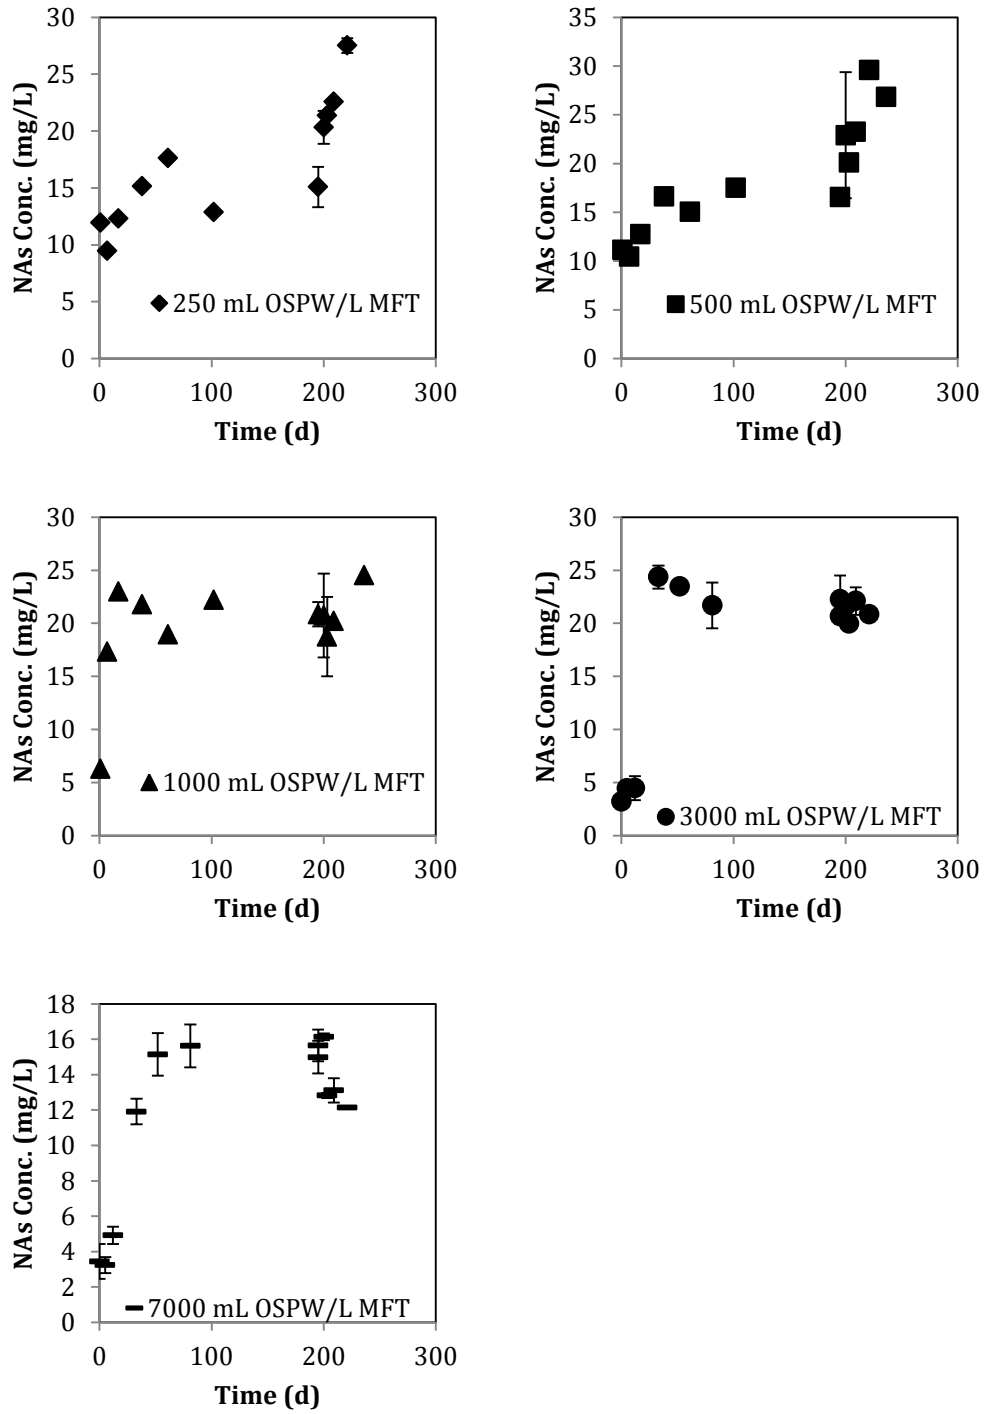 30
25
20
15
10
5
0
NAs Conc. (mg/L)
250 mL OSPW/L MFT
0 100 200 300
Time (d)
35
30
25
20
15
10
5
0
NAs Conc. (mg/L)
500 mL OSPW/L MFT
0 100 200 300
Time (d)
30
25
20
15
10
5
0
NAs Conc. (mg/L)
1000 mL OSPW/L MFT
0 100 200 300
Time (d)
30
25
20
15
10
5
0
NAs Conc. (mg/L)
3000 mL OSPW/L MFT
0 100 200 300
Time (d)
18
16
14
12
10
8
6
4
2
0
NAs Conc. (mg/L)
7000 mL OSPW/L MFT
0 100 200 300
Time (d)